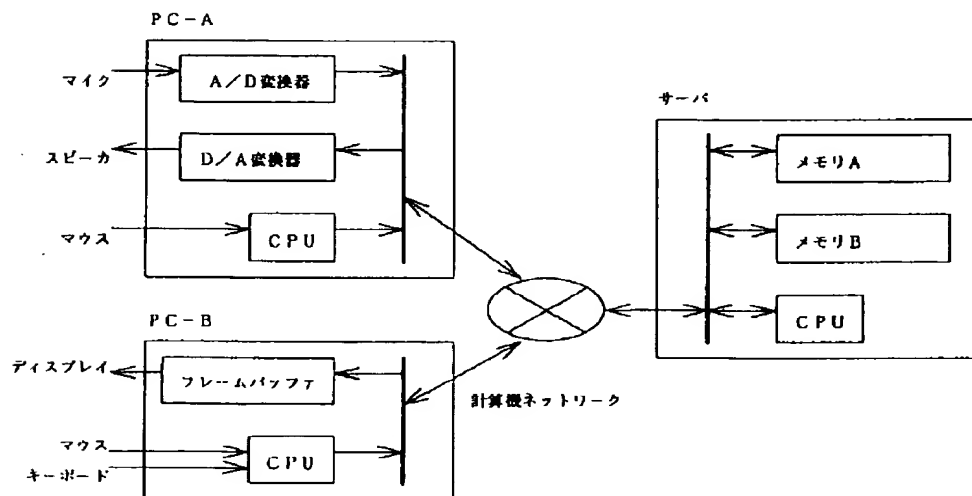 PC-A
マイク
A/D変換器
スピーカ
D/A変換器
マウス
CPU
サーバ
メモリA
メモリB
CPU
PC-B
ディスプレイ
フレームバッファ
マウス
キーボード
CPU
計算機ネットワーク